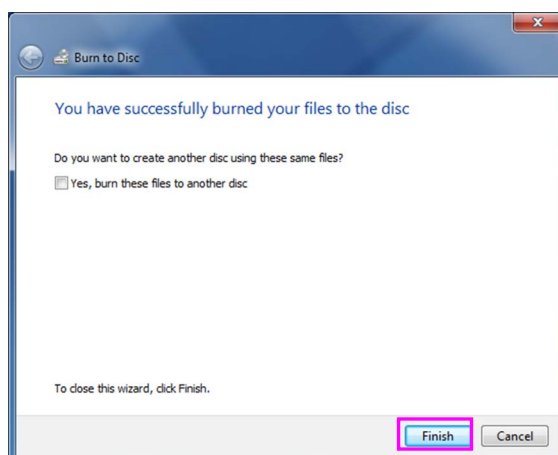 Burn to Disc
You have successfully burned your files to the disc
Do you want to create another disc using these same files?
Yes, burn these files to another disc
To close this wizard, click Finish.
Finish Cancel